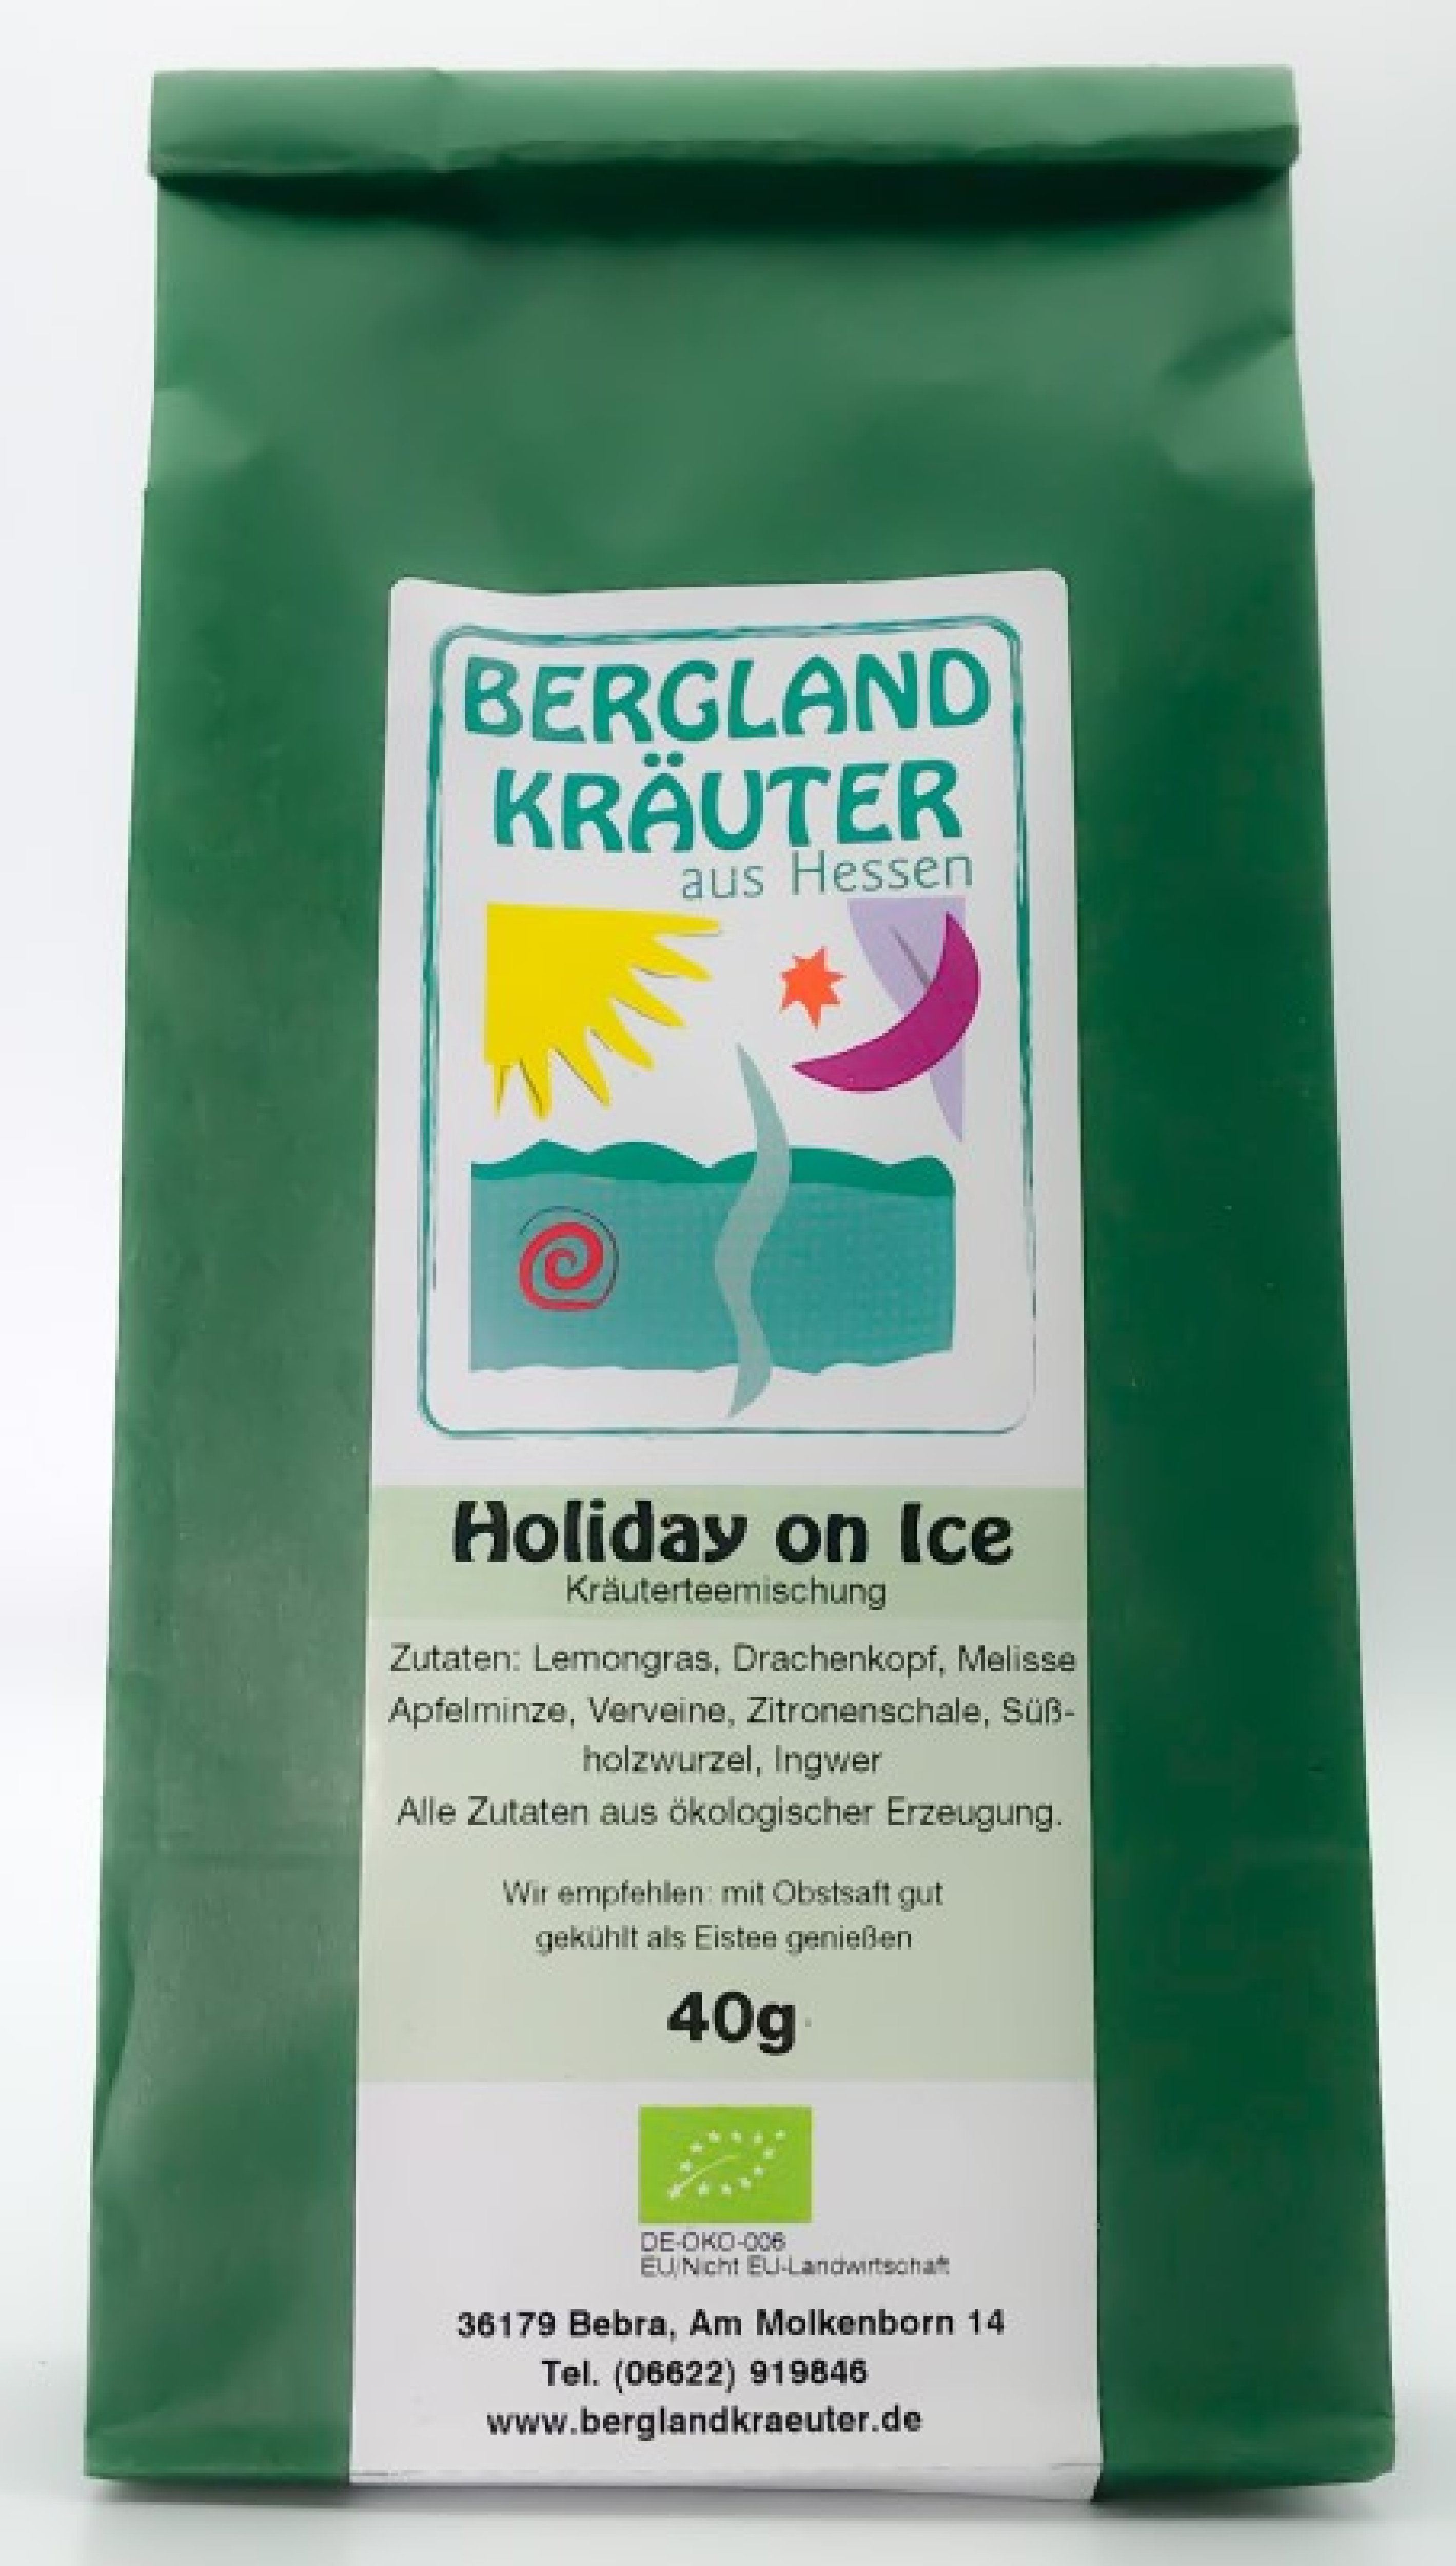 BERGLAND
KRÄUTER
aus Hessen
Holiday on Ice
Kräuterteemischung
Zutaten: Lemongras, Drachenkopf, Melisse
Apfelminze, Verveine, Zitronenschale, Süß-
holzwurzel, Ingwer
Alle Zutaten aus ökologischer Erzeugung.
Wir empfehlen: mit Obstsaft gut
gekühlt als Eistee genießen
40g
DE-ÖKO-006
EU/Nicht EU-Landwirtschaft
36179 Bebra, Am Molkenborn 14
Tel. (06622) 919846
www.berglandkraeuter.de